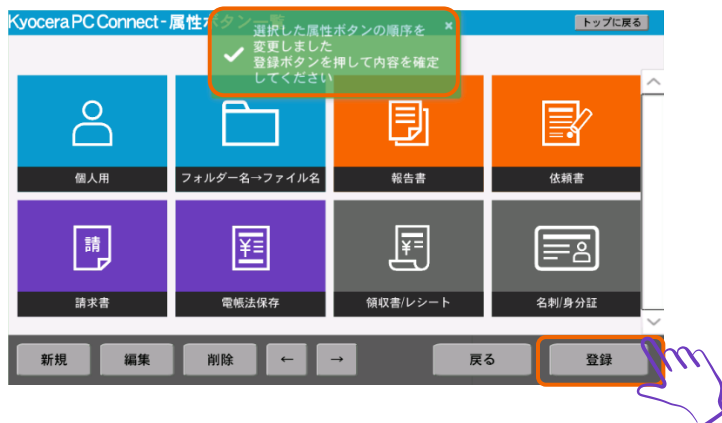 Kyocera PC Connect - 属性ボタン一覧
トップに戻る
選択した属性ボタンの順序を
変更しました
登録ボタンを押して内容を確定
してください
×
個人用
フォルダー名→ファイル名
報告書
依頼書
請
¥
¥
請求書
電帳法保存
領収書/レシート
名刺/身分証
新規
編集
削除
←
→
戻る
登録